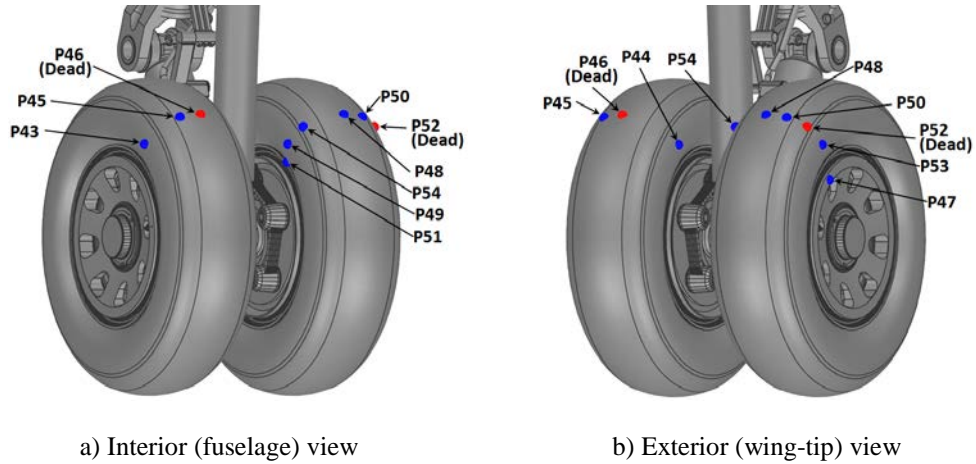 P46
(Dead)
P45
P43
P50
P52
(Dead)
P48
P54
P49
P51
P46
(Dead)
P44
P54
P45
P48
P50
P52
(Dead)
P53
P47
a) Interior (fuselage) view
b) Exterior (wing-tip) view